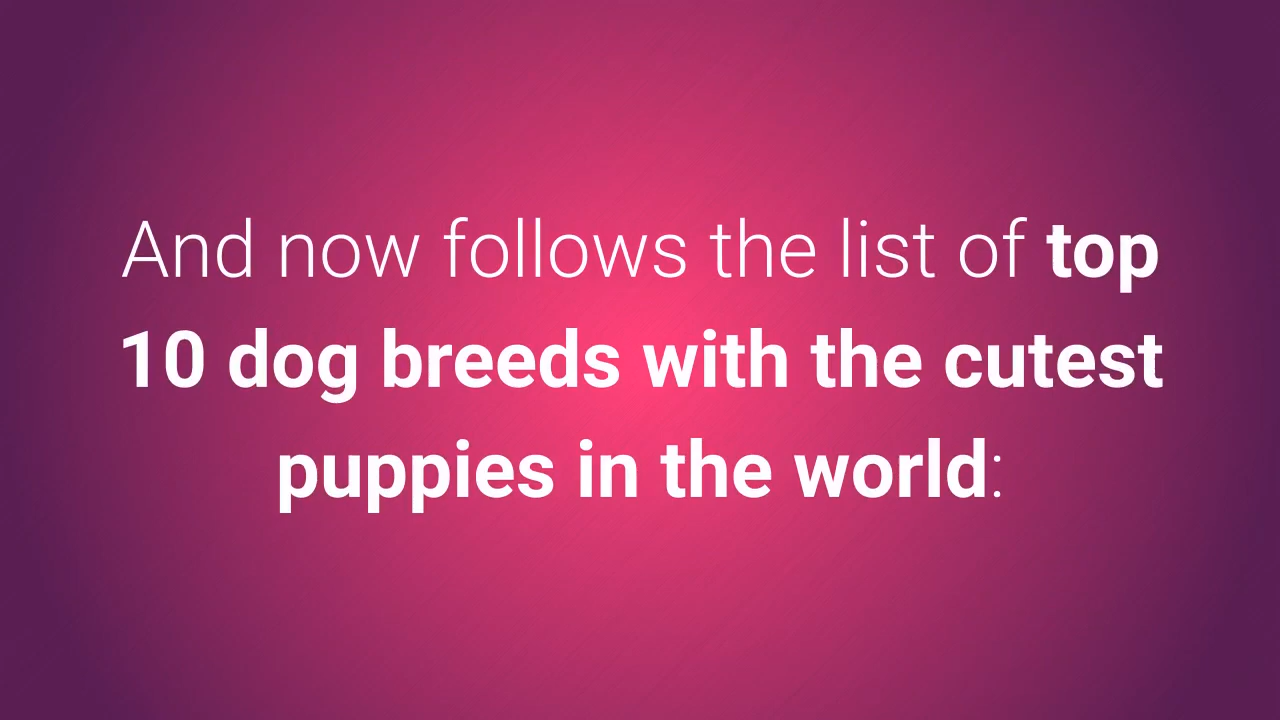 And now follows the list of top
10 dog breeds with the cutest
puppies in the world: